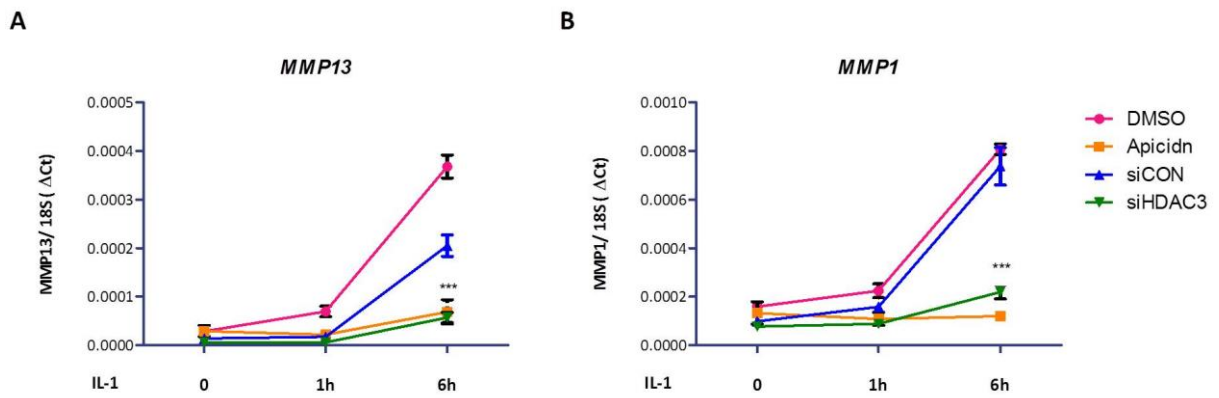 A
MMP13
MMP13/ 18S ( ΔCt)
0.0005
0.0004
0.0003
0.0002
0.0001
0.0000
***
IL-1 0 1h 6h
B
MMP1
MMP1/ 18S ( ΔCt)
0.0010
0.0008
0.0006
0.0004
0.0002
0.0000
***
IL-1 0 1h 6h
DMSO
Apicidn
siCON
siHDAC3